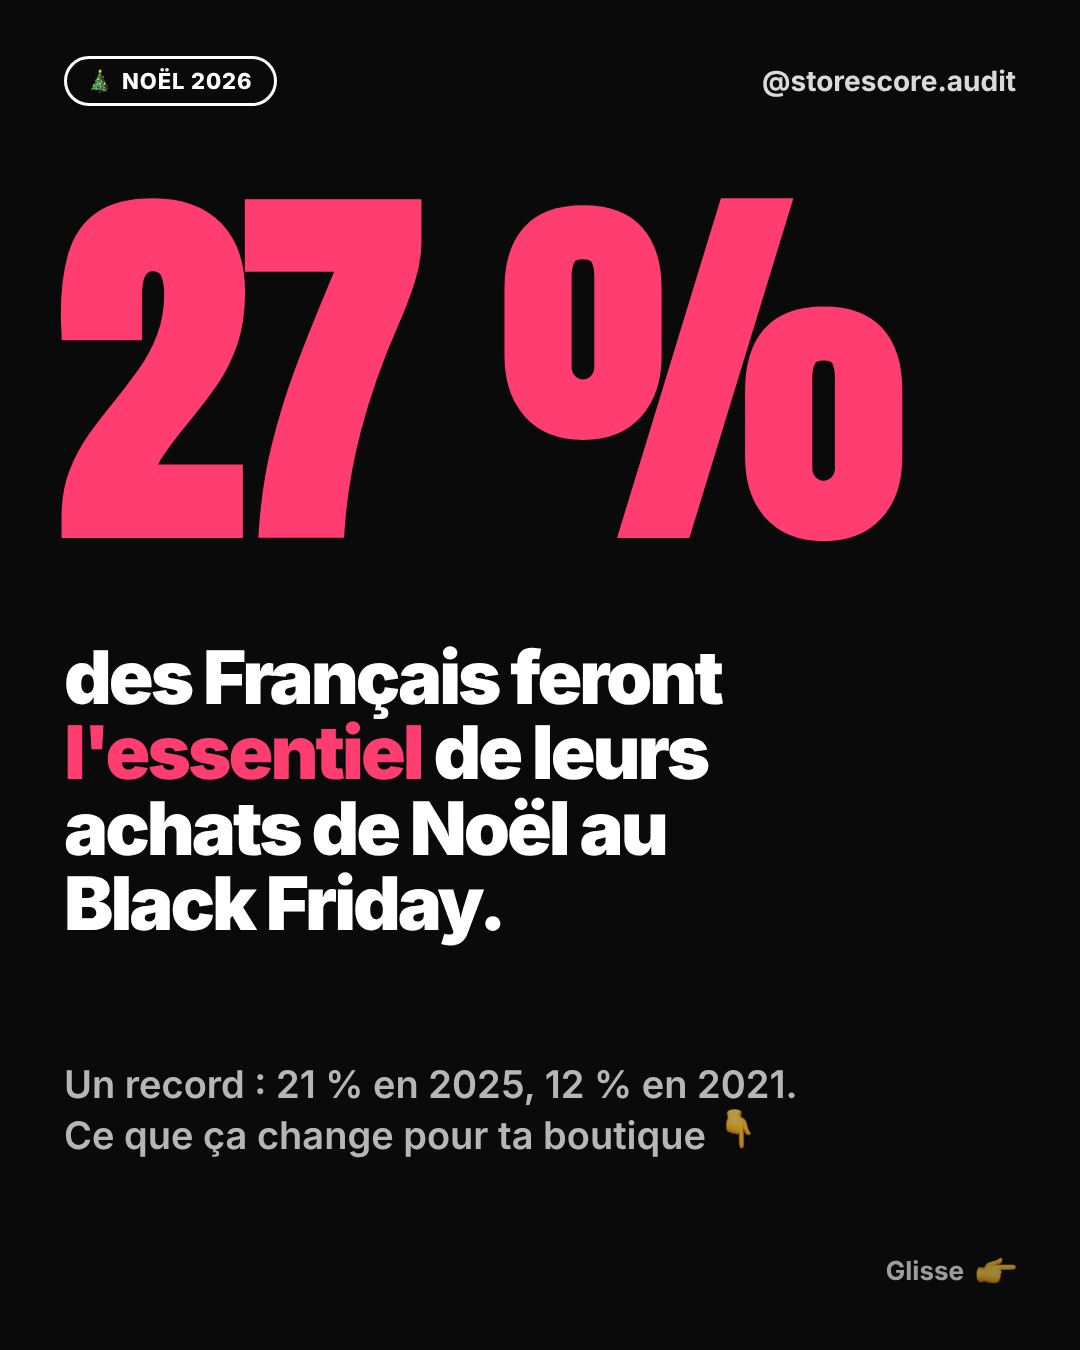 🎄 NOËL 2026
@storescore.audit
27 %
des Français feront
l'essentiel de leurs
achats de Noël au
Black Friday.
Un record : 21 % en 2025, 12 % en 2021.
Ce que ça change pour ta boutique 👇
Glisse 👉